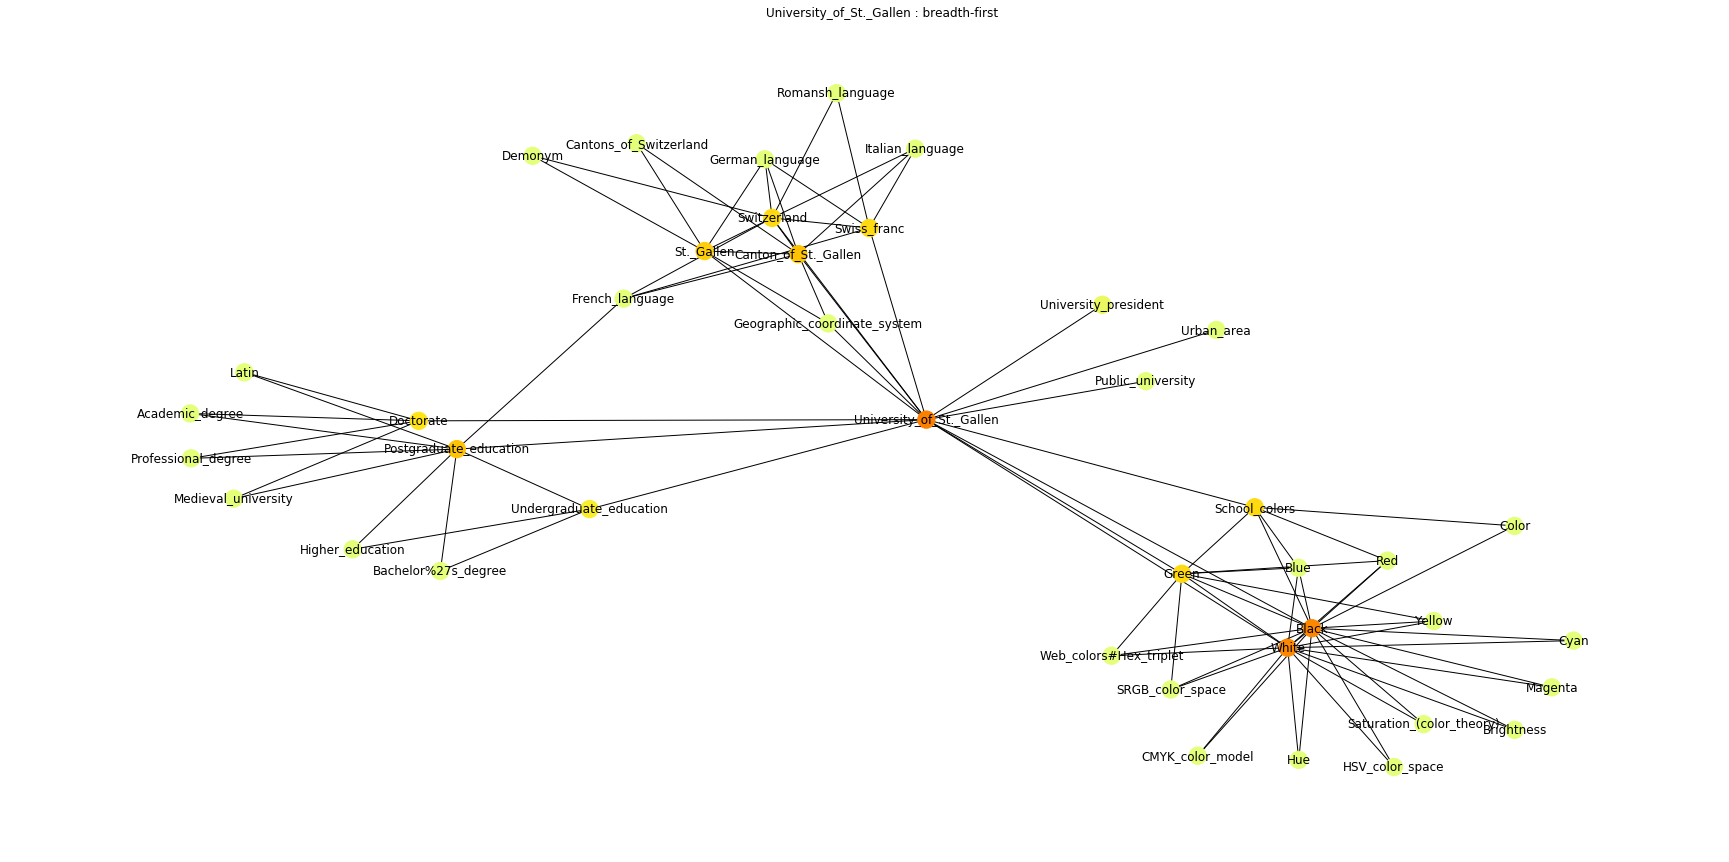 University_of_St._Gallen : breadth-first
Romansh_language
Cantons_of_Switzerland
Italian_language
Demonym
German_language
Switzerland
Swiss_franc
St._Gallen
Canton_of_St._Gallen
French_language
University_president
Geographic_coordinate_system
Urban_area
Latin
Public_university
Academic_degree
Doctorate
University_of_St._Gallen
Postgraduate_education
Professional_degree
Medieval_university
Undergraduate_education
School_colors
Color
Higher_education
Red
Blue
Bachelor%27s_degree
Green
Yellow
Black
Cyan
White
Web_colors#Hex_triplet
SRGB_color_space
Magenta
Saturation_(color_theory)
Brightness
CMYK_color_model
Hue
HSV_color_space